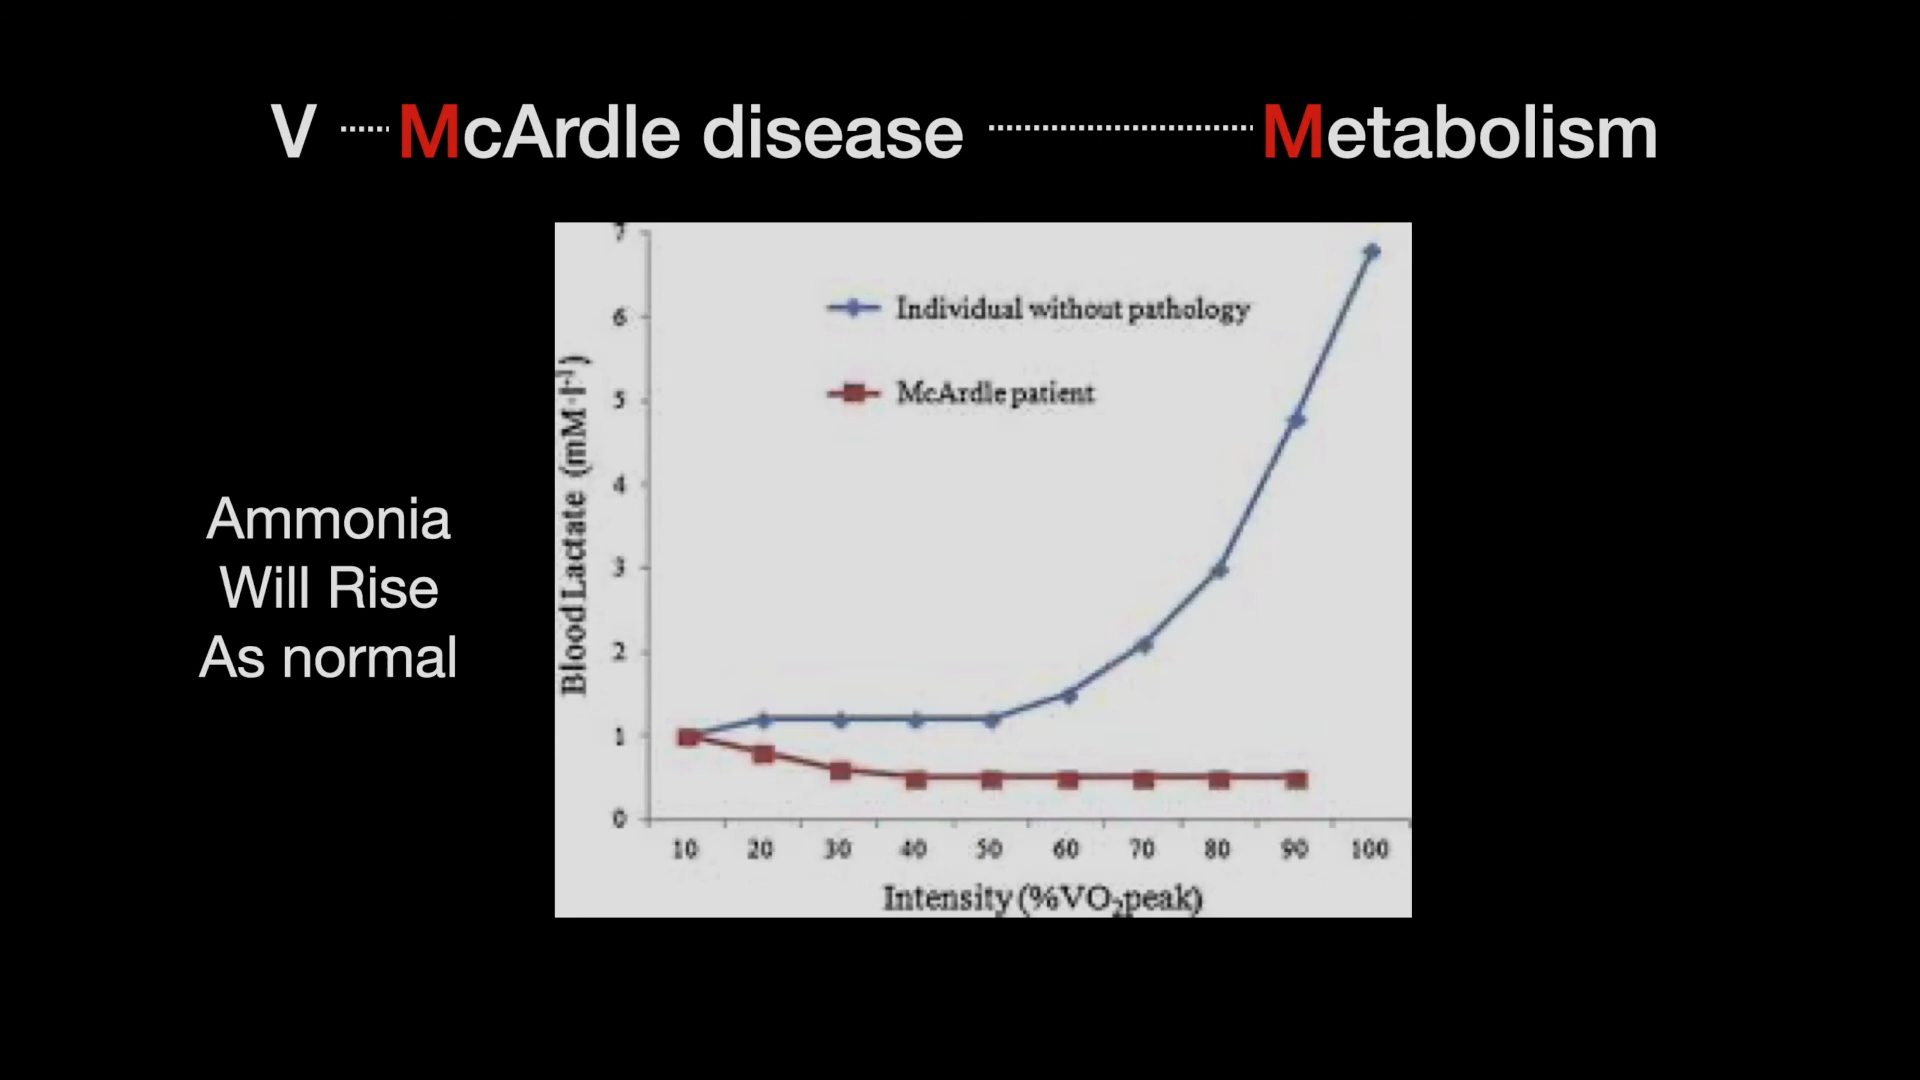 V McArdle disease Metabolism
Ammonia
Will Rise
As normal
7
6
5
4
3
2
1
0
Blood Lactate (mM·l⁻¹)
Individual without pathology
McArdle patient
10 20 30 40 50 60 70 80 90 100
Intensity (%VO₂peak)